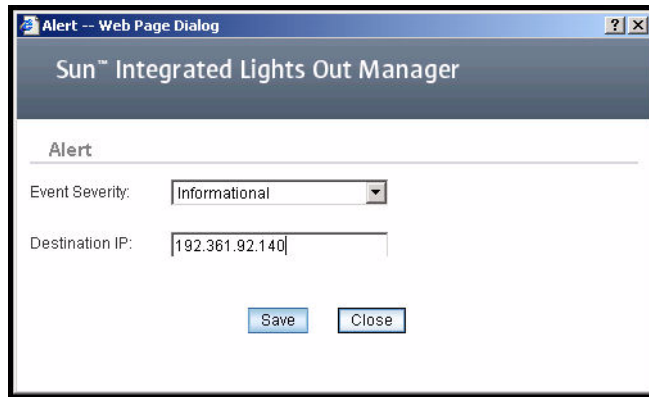 Alert -- Web Page Dialog
Sun™ Integrated Lights Out Manager
Alert
Event Severity: Informational
Destination IP: 192.361.92.140
Save Close